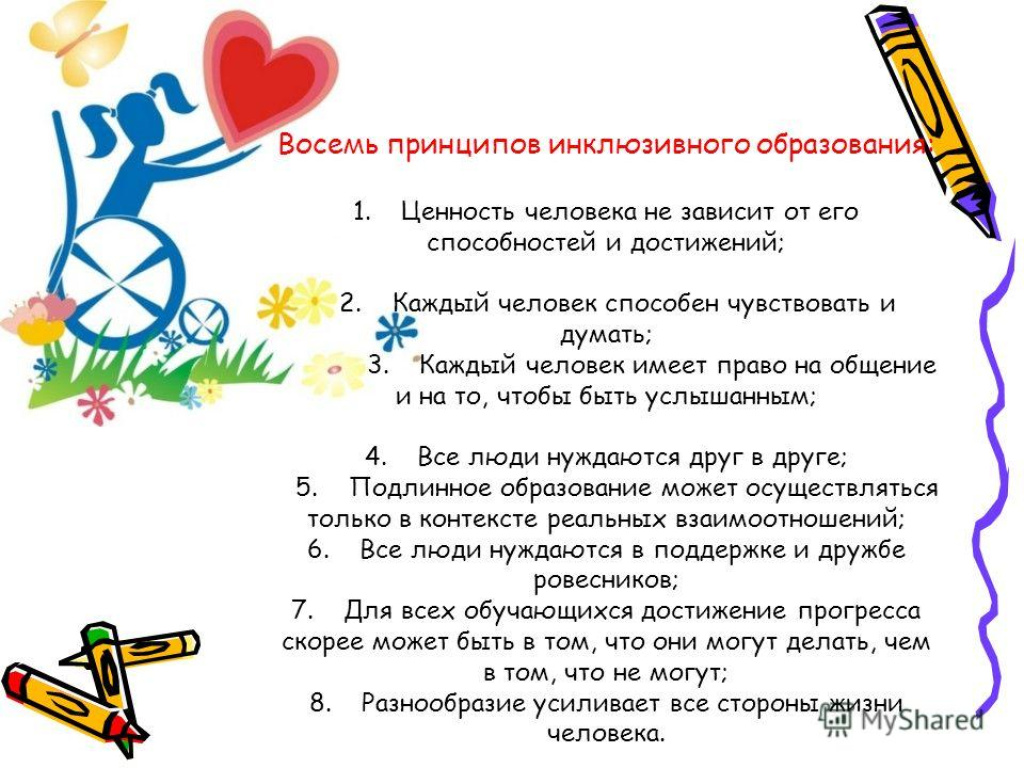 Восемь принципов инклюзивного образования:
1. Ценность человека не зависит от его
способностей и достижений;
2. Каждый человек способен чувствовать и
думать;
3. Каждый человек имеет право на общение
и на то, чтобы быть услышанным;
4. Все люди нуждаются друг в друге;
5. Подлинное образование может осуществляться
только в контексте реальных взаимоотношений;
6. Все люди нуждаются в поддержке и дружбе
ровесников;
7. Для всех обучающихся достижение прогресса
скорее может быть в том, что они могут делать, чем
в том, что не могут;
8. Разнообразие усиливает все стороны жизни
человека.
MyShared